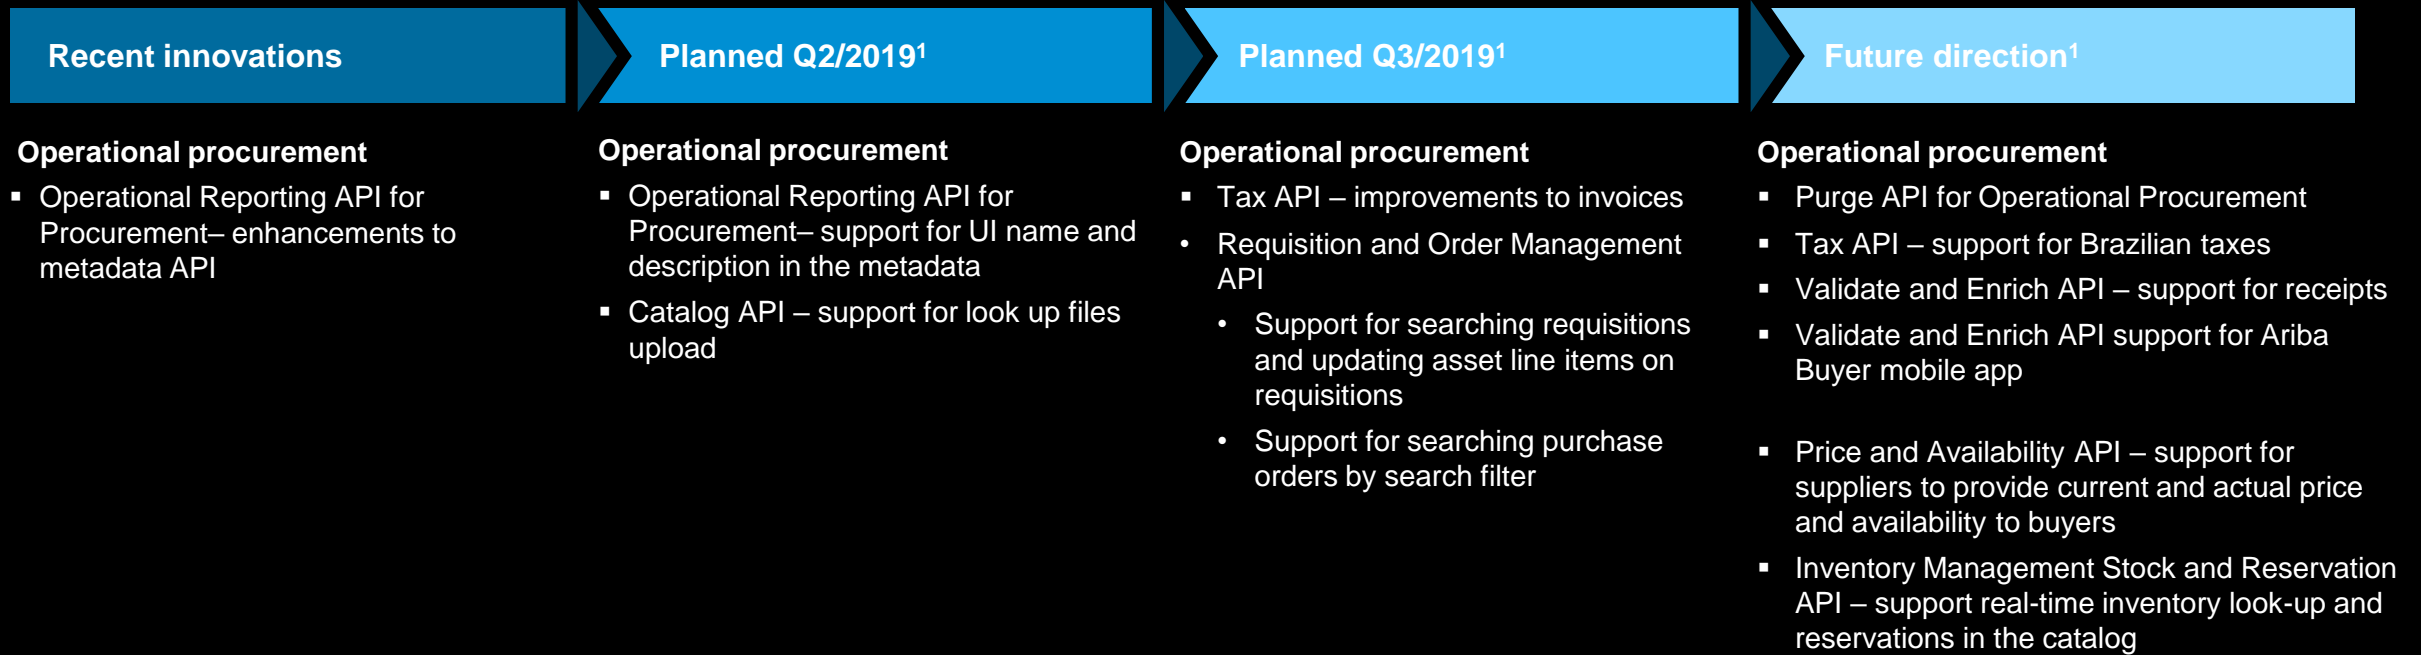 Recent innovations
Planned Q2/2019¹
Planned Q3/2019¹
Future direction¹
Operational procurement
▪ Operational Reporting API for
Procurement– enhancements to
metadata API
Operational procurement
▪ Operational Reporting API for
Procurement– support for UI name and
description in the metadata
▪ Catalog API – support for look up files
upload
Operational procurement
▪ Tax API – improvements to invoices
• Requisition and Order Management
API
• Support for searching requisitions
and updating asset line items on
requisitions
• Support for searching purchase
orders by search filter
Operational procurement
▪ Purge API for Operational Procurement
▪ Tax API – support for Brazilian taxes
▪ Validate and Enrich API – support for receipts
▪ Validate and Enrich API support for Ariba
Buyer mobile app
▪ Price and Availability API – support for
suppliers to provide current and actual price
and availability to buyers
▪ Inventory Management Stock and Reservation
API – support real-time inventory look-up and
reservations in the catalog